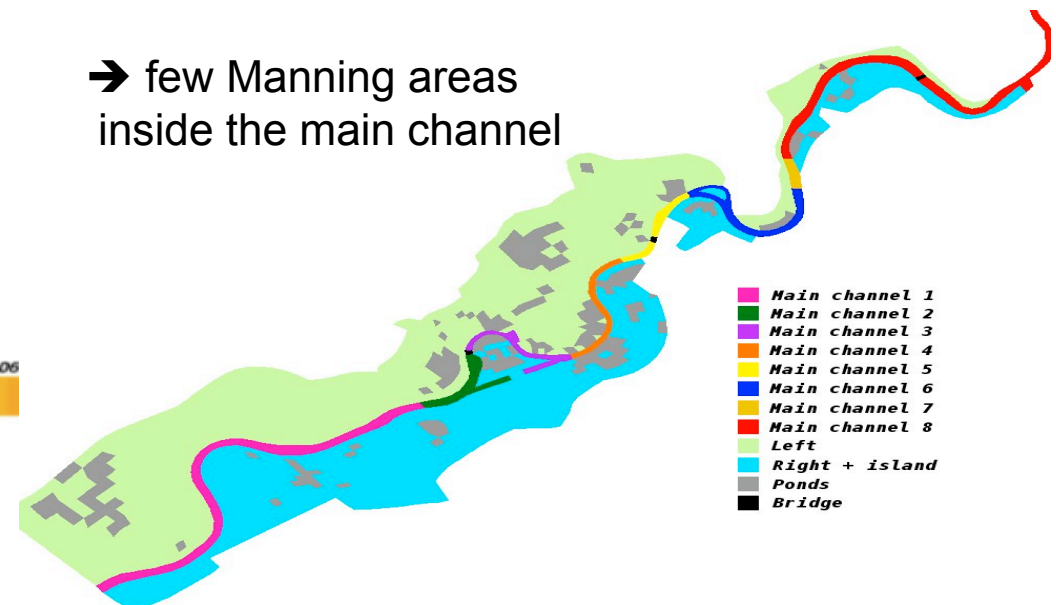 ➔ few Manning areas
inside the main channel
06
Main channel 1
Main channel 2
Main channel 3
Main channel 4
Main channel 5
Main channel 6
Main channel 7
Main channel 8
Left
Right + island
Ponds
Bridge